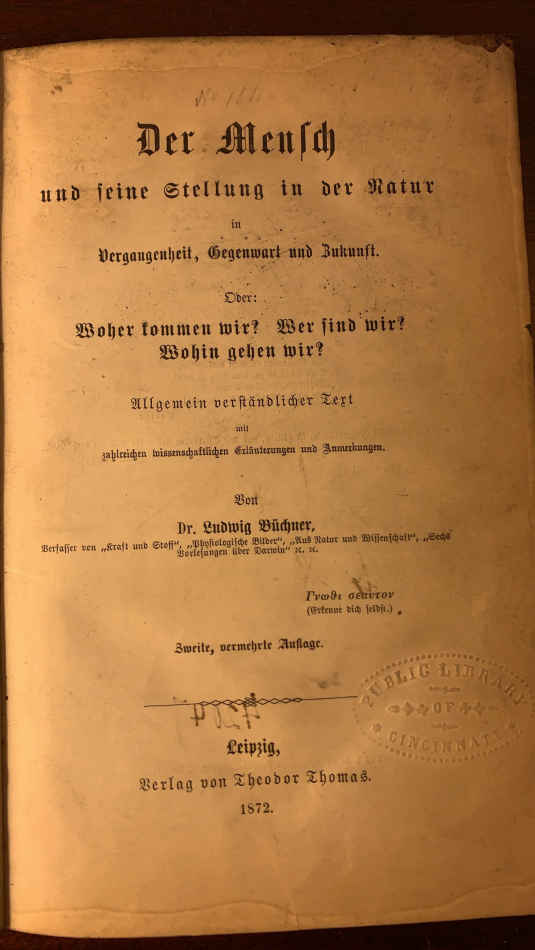 Der Menſch
und ſeine Stellung in der Natur
in
Vergangenheit, Gegenwart und Zukunft.
Oder:
Woher kommen wir? Wer ſind wir?
Wohin gehen wir?
Allgemein verſtändlicher Text
mit
zahlreichen wiſſenſchaftlichen Erläuterungen und Anmerkungen.
Von
Dr. Ludwig Büchner,
Verfaſſer von „Kraft und Stoff“, „Phyſiologiſche Bilder“, „Aus Natur und Wiſſenſchaft“, „Sechs
Vorleſungen über Darwin“ ꝛc. ꝛc.
Γνωθι σεαυτον
(Erkenne dich ſelbſt.)
Zweite, vermehrte Auflage.
PUBLIC LIBRARY
OF
CINCINNATI
Leipzig,
Verlag von Theodor Thomas.
1872.